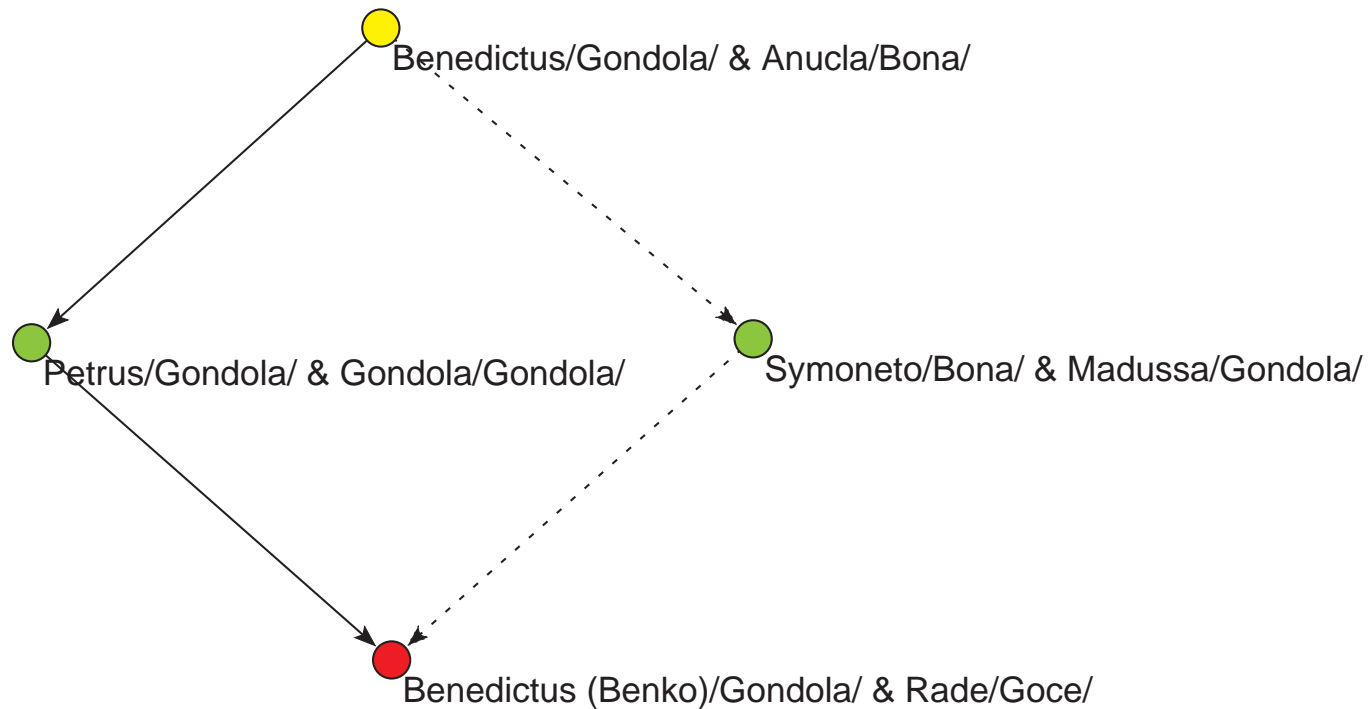 Benedictus/Gondola/ & Anucla/Bona/
Petrus/Gondola/ & Gondola/Gondola/
Symoneto/Bona/ & Madussa/Gondola/
Benedictus (Benko)/Gondola/ & Rade/Goce/